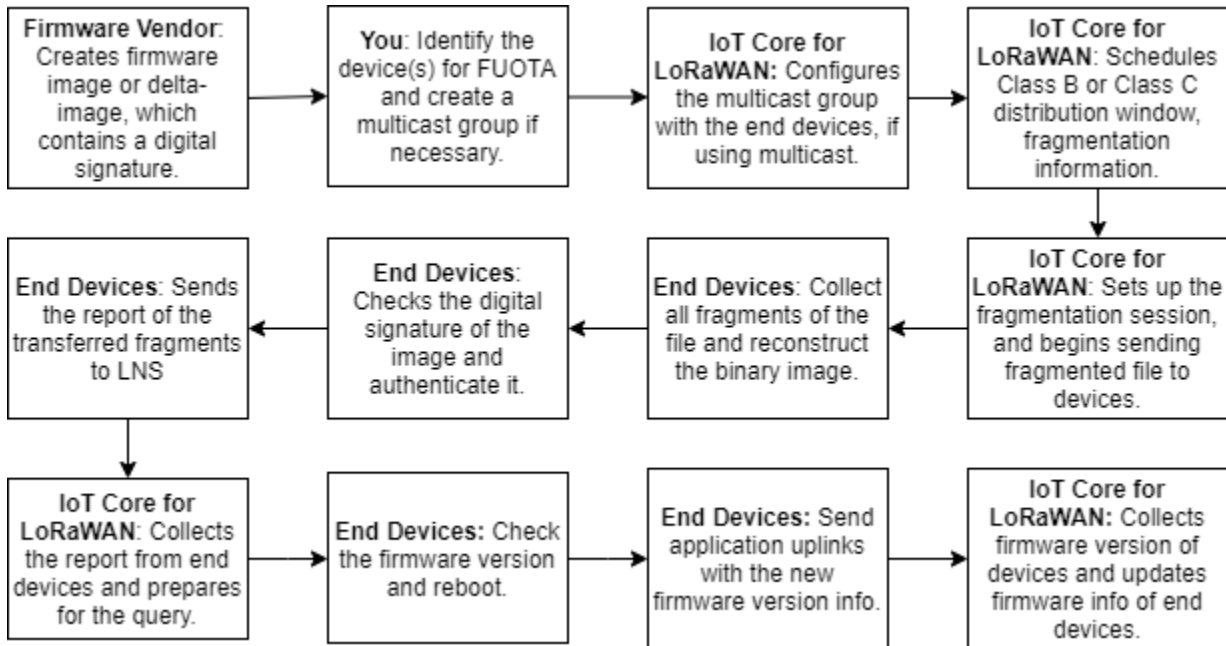 Firmware Vendor:
Creates firmware
image or delta-
image, which
contains a digital
signature.
You: Identify the
device(s) for FUOTA
and create a
multicast group if
necessary.
IoT Core for
LoRaWAN: Configures
the multicast group
with the end devices, if
using multicast.
IoT Core for
LoRaWAN: Schedules
Class B or Class C
distribution window,
fragmentation
information.
IoT Core for
LoRaWAN: Sets up the
fragmentation session,
and begins sending
fragmented file to
devices.
End Devices: Collect
all fragments of the
file and reconstruct
the binary image.
End Devices:
Checks the digital
signature of the
image and
authenticate it.
End Devices: Sends
the report of the
transferred fragments
to LNS
IoT Core for
LoRaWAN: Collects
the report from end
devices and prepares
for the query.
End Devices: Check
the firmware version
and reboot.
End Devices: Send
application uplinks
with the new
firmware version info.
IoT Core for
LoRaWAN: Collects
firmware version of
devices and updates
firmware info of end
devices.